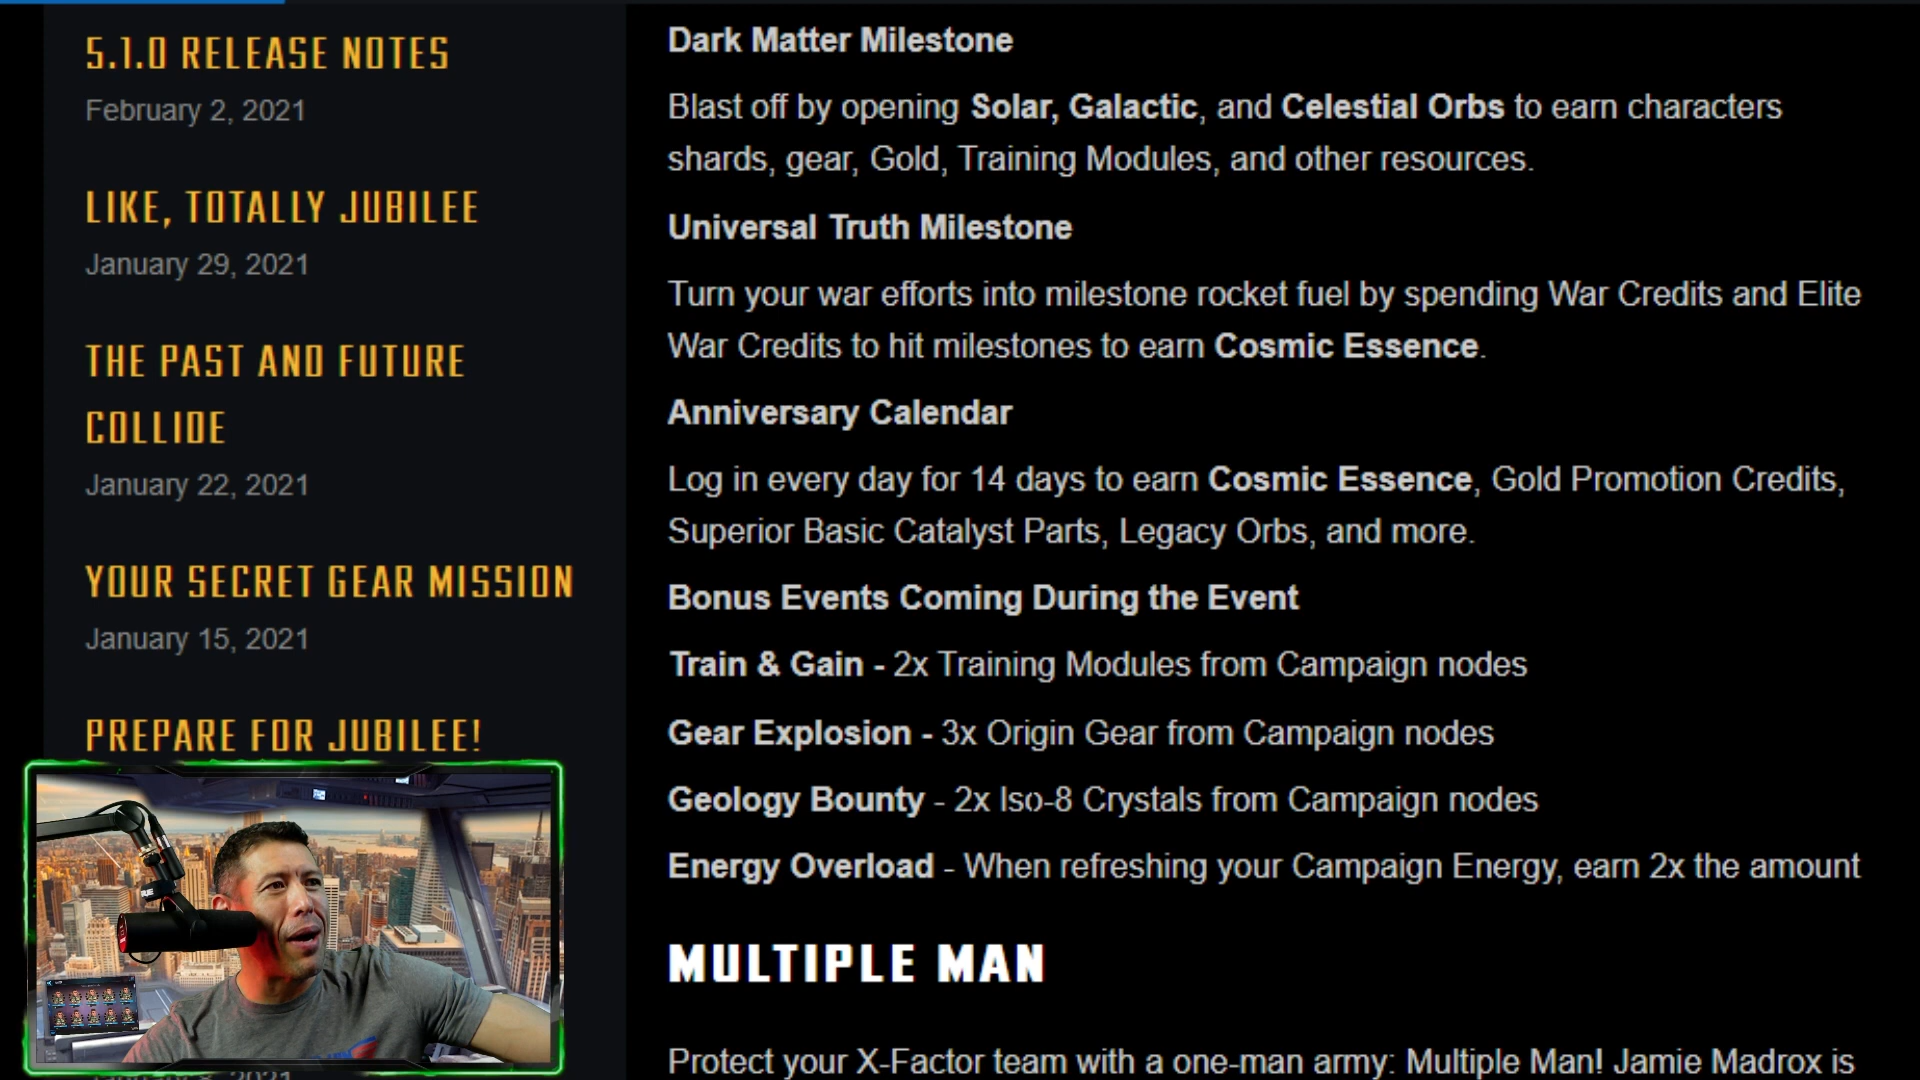 5.1.0 RELEASE NOTES
February 2, 2021
LIKE, TOTALLY JUBILEE
January 29, 2021
THE PAST AND FUTURE
COLLIDE
January 22, 2021
YOUR SECRET GEAR MISSION
January 15, 2021
PREPARE FOR JUBILEE!
Dark Matter Milestone
Blast off by opening Solar, Galactic, and Celestial Orbs to earn characters
shards, gear, Gold, Training Modules, and other resources.
Universal Truth Milestone
Turn your war efforts into milestone rocket fuel by spending War Credits and Elite
War Credits to hit milestones to earn Cosmic Essence.
Anniversary Calendar
Log in every day for 14 days to earn Cosmic Essence, Gold Promotion Credits,
Superior Basic Catalyst Parts, Legacy Orbs, and more.
Bonus Events Coming During the Event
Train & Gain - 2x Training Modules from Campaign nodes
Gear Explosion - 3x Origin Gear from Campaign nodes
Geology Bounty - 2x Iso-8 Crystals from Campaign nodes
Energy Overload - When refreshing your Campaign Energy, earn 2x the amount
MULTIPLE MAN
Protect your X-Factor team with a one-man army: Multiple Man! Jamie Madrox is